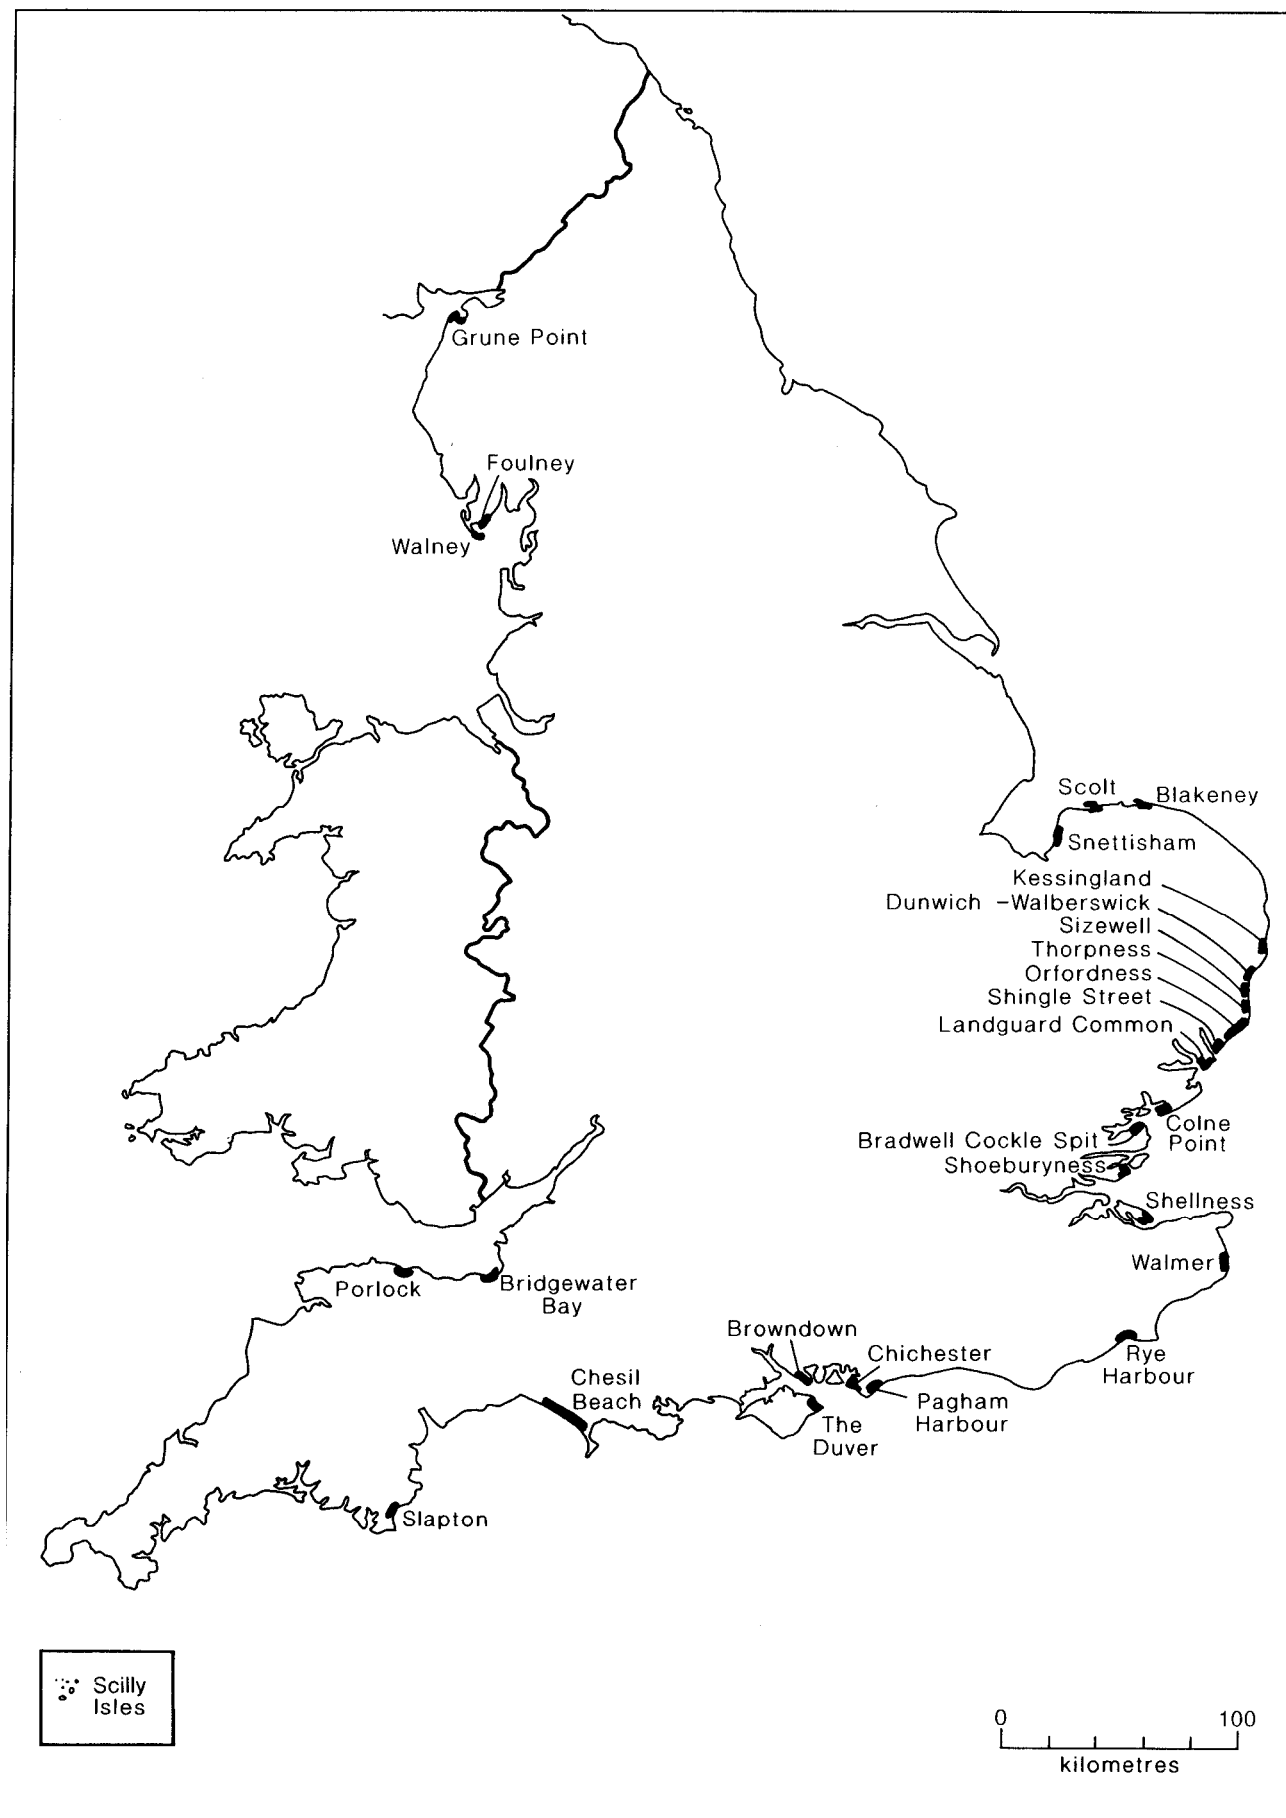 Grune Point
Foulney
Walney
Scolt
Blakeney
Snettisham
Kessingland
Dunwich –Walberswick
Sizewell
Thorpness
Orfordness
Shingle Street
Landguard Common
Colne
Point
Bradwell Cockle Spit
Shoeburyness
Shellness
Walmer
Porlock
Bridgewater
Bay
Browndown
Chichester
Rye
Harbour
Chesil
Beach
Pagham
Harbour
The
Duver
Slapton
Scilly
Isles
0 100
kilometres